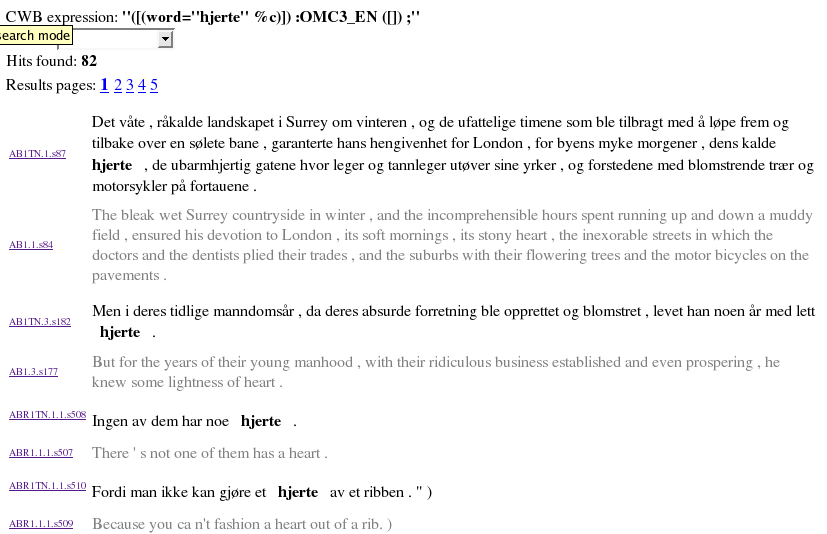 CWB expression: "([(word="hjerte" %c)]) :OMC3_EN ([]) ;"
search mode
Hits found: 82
Results pages: 1 2 3 4 5
AB1TN.1.s87
Det våte , råkalde landskapet i Surrey om vinteren , og de ufattelige timene som ble tilbragt med å løpe frem og
tilbake over en sølete bane , garanterte hans hengivenhet for London , for byens myke morgener , dens kalde
hjerte , de ubarmhjertig gatene hvor leger og tannleger utøver sine yrker , og forstedene med blomstrende trær og
motorsykler på fortauene .
AB1.1.s84
The bleak wet Surrey countryside in winter , and the incomprehensible hours spent running up and down a muddy
field , ensured his devotion to London , its soft mornings , its stony heart , the inexorable streets in which the
doctors and the dentists plied their trades , and the suburbs with their flowering trees and the motor bicycles on the
pavements .
AB1TN.3.s182
Men i deres tidlige manndomsår , da deres absurde forretning ble opprettet og blomstret , levet han noen år med lett
hjerte .
AB1.3.s177
But for the years of their young manhood , with their ridiculous business established and even prospering , he
knew some lightness of heart .
ABR1TN.1.1.s508
Ingen av dem har noe hjerte .
ABR1.1.1.s507
There ' s not one of them has a heart .
ABR1TN.1.1.s510
Fordi man ikke kan gjøre et hjerte av et ribben . " )
ABR1.1.1.s509
Because you ca n't fashion a heart out of a rib. )